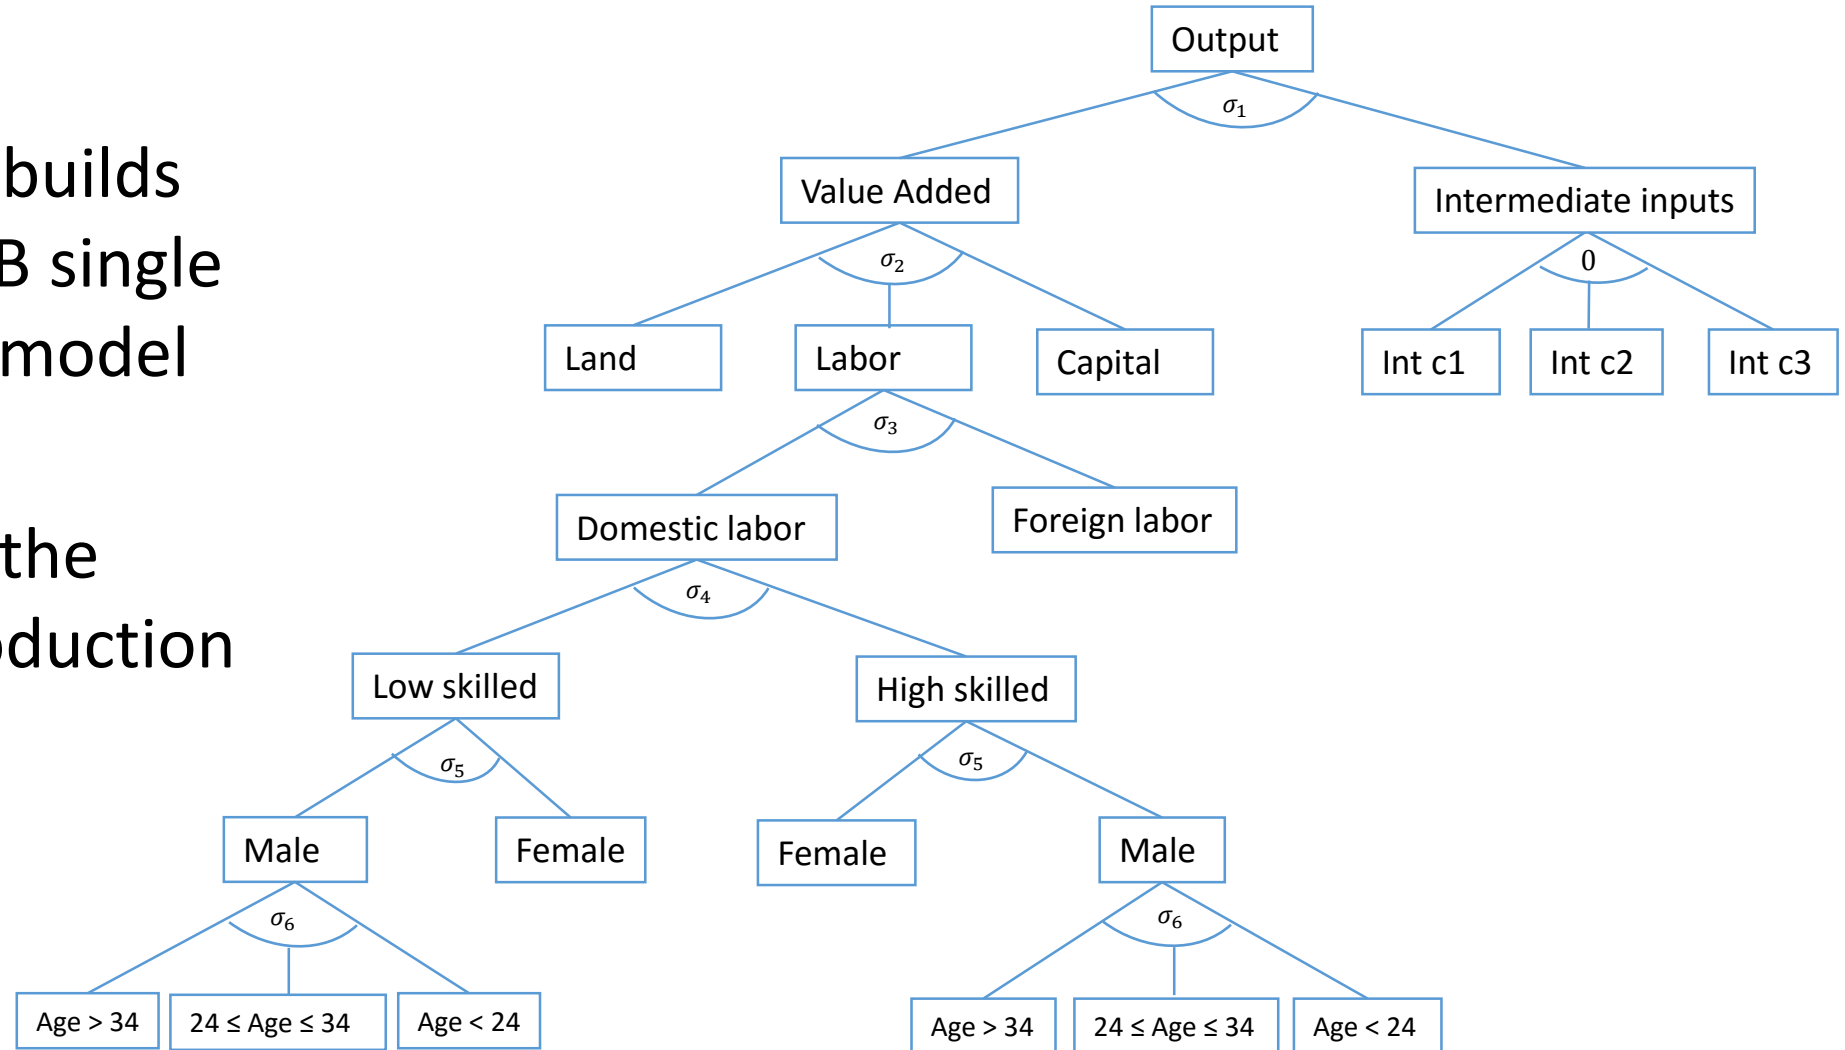 builds
B single
model
the
oduction
Output
σ₁
Value Added
Intermediate inputs
σ₂
0
Land
Labor
Capital
Int c1
Int c2
Int c3
σ₃
Domestic labor
Foreign labor
σ₄
Low skilled
High skilled
σ₅
σ₅
Male
Female
Female
Male
σ₆
σ₆
Age > 34
24 ≤ Age ≤ 34
Age < 24
Age > 34
24 ≤ Age ≤ 34
Age < 24